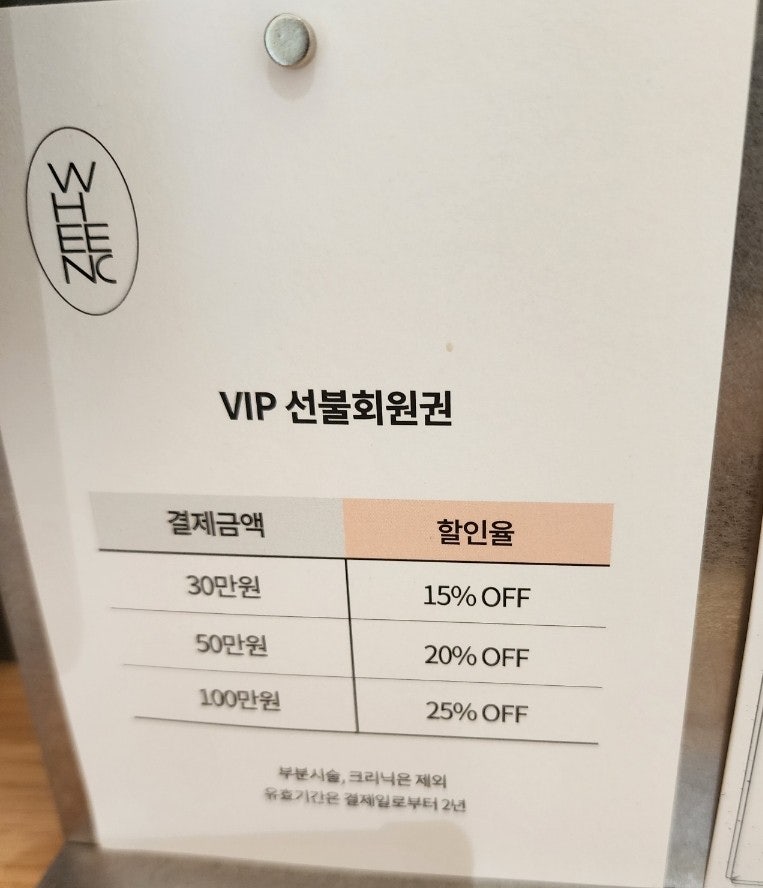 WHEENC
VIP 선불회원권
결제금액 할인율
30만원 15% OFF
50만원 20% OFF
100만원 25% OFF
부분시술, 크리닉은 제외
유효기간은 결제일로부터 2년